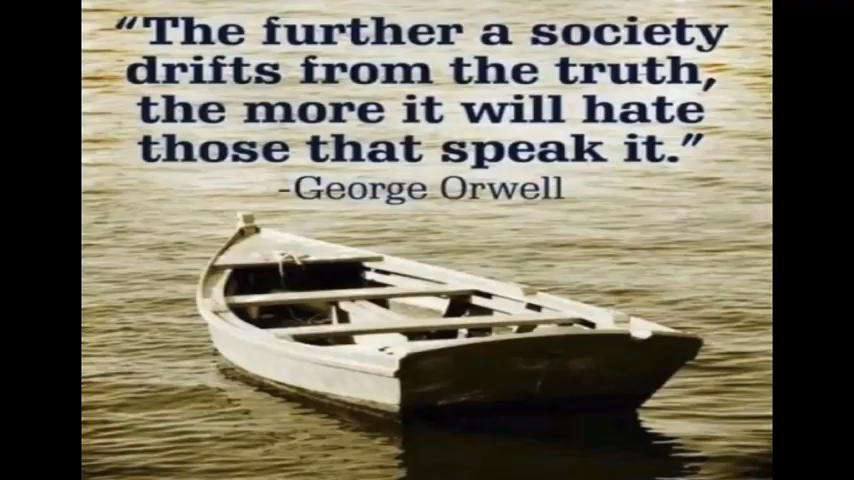 “The further a society
drifts from the truth,
the more it will hate
those that speak it.”
-George Orwell